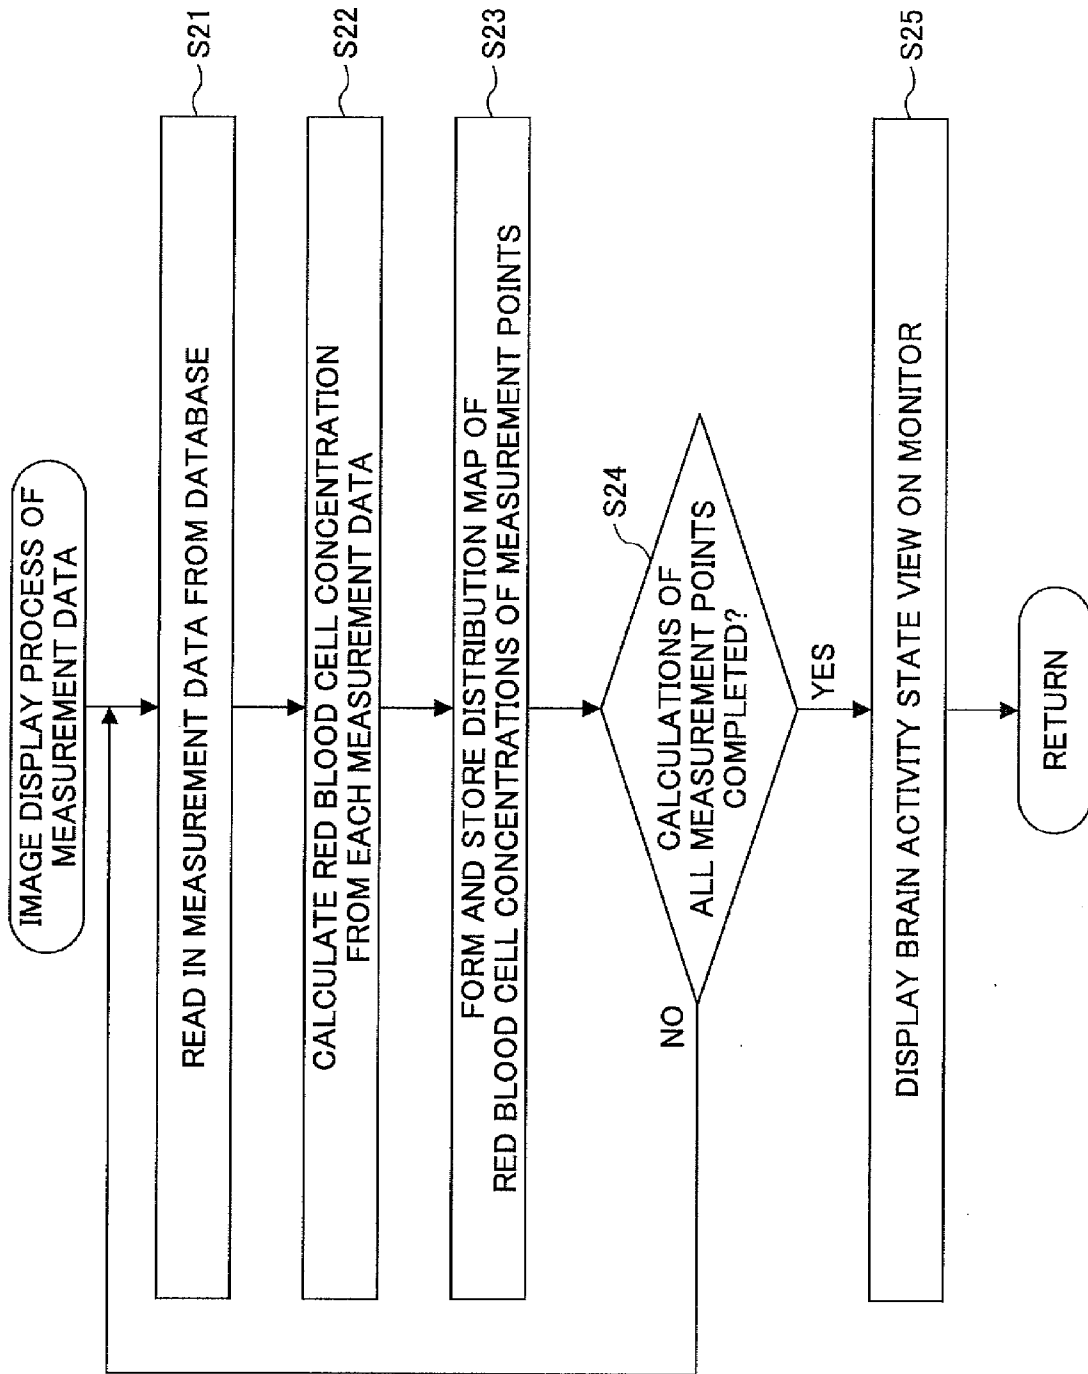 IMAGE DISPLAY PROCESS OF
MEASUREMENT DATA
READ IN MEASUREMENT DATA FROM DATABASE
S21
CALCULATE RED BLOOD CELL CONCENTRATION
FROM EACH MEASUREMENT DATA
S22
FORM AND STORE DISTRIBUTION MAP OF
RED BLOOD CELL CONCENTRATIONS OF MEASUREMENT POINTS
S23
S24
CALCULATIONS OF
ALL MEASUREMENT POINTS
COMPLETED?
NO
YES
DISPLAY BRAIN ACTIVITY STATE VIEW ON MONITOR
S25
RETURN